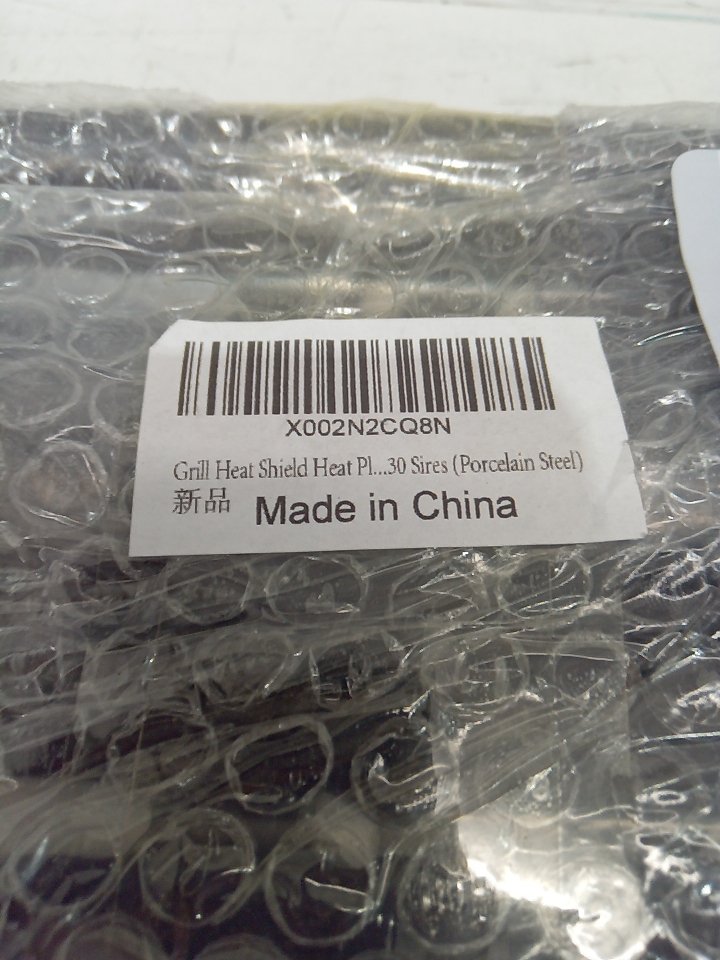 X002N2CQ8N
Grill Heat Shield Heat Pl...30 Sires (Porcelain Steel)
新品 Made in China